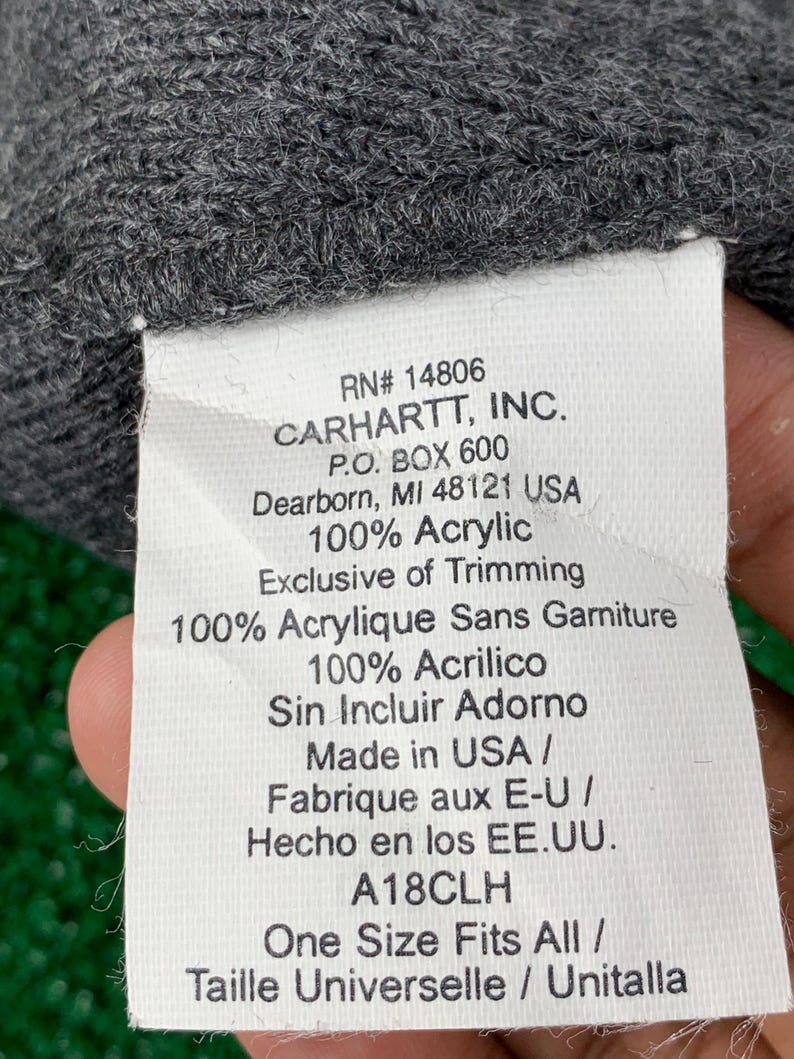 RN# 14806
CARHARTT, INC.
P.O. BOX 600
Dearborn, MI 48121 USA
100% Acrylic
Exclusive of Trimming
100% Acrylique Sans Garniture
100% Acrilico
Sin Incluir Adorno
Made in USA /
Fabrique aux E-U /
Hecho en los EE.UU.
A18CLH
One Size Fits All /
Taille Universelle / Unitalla